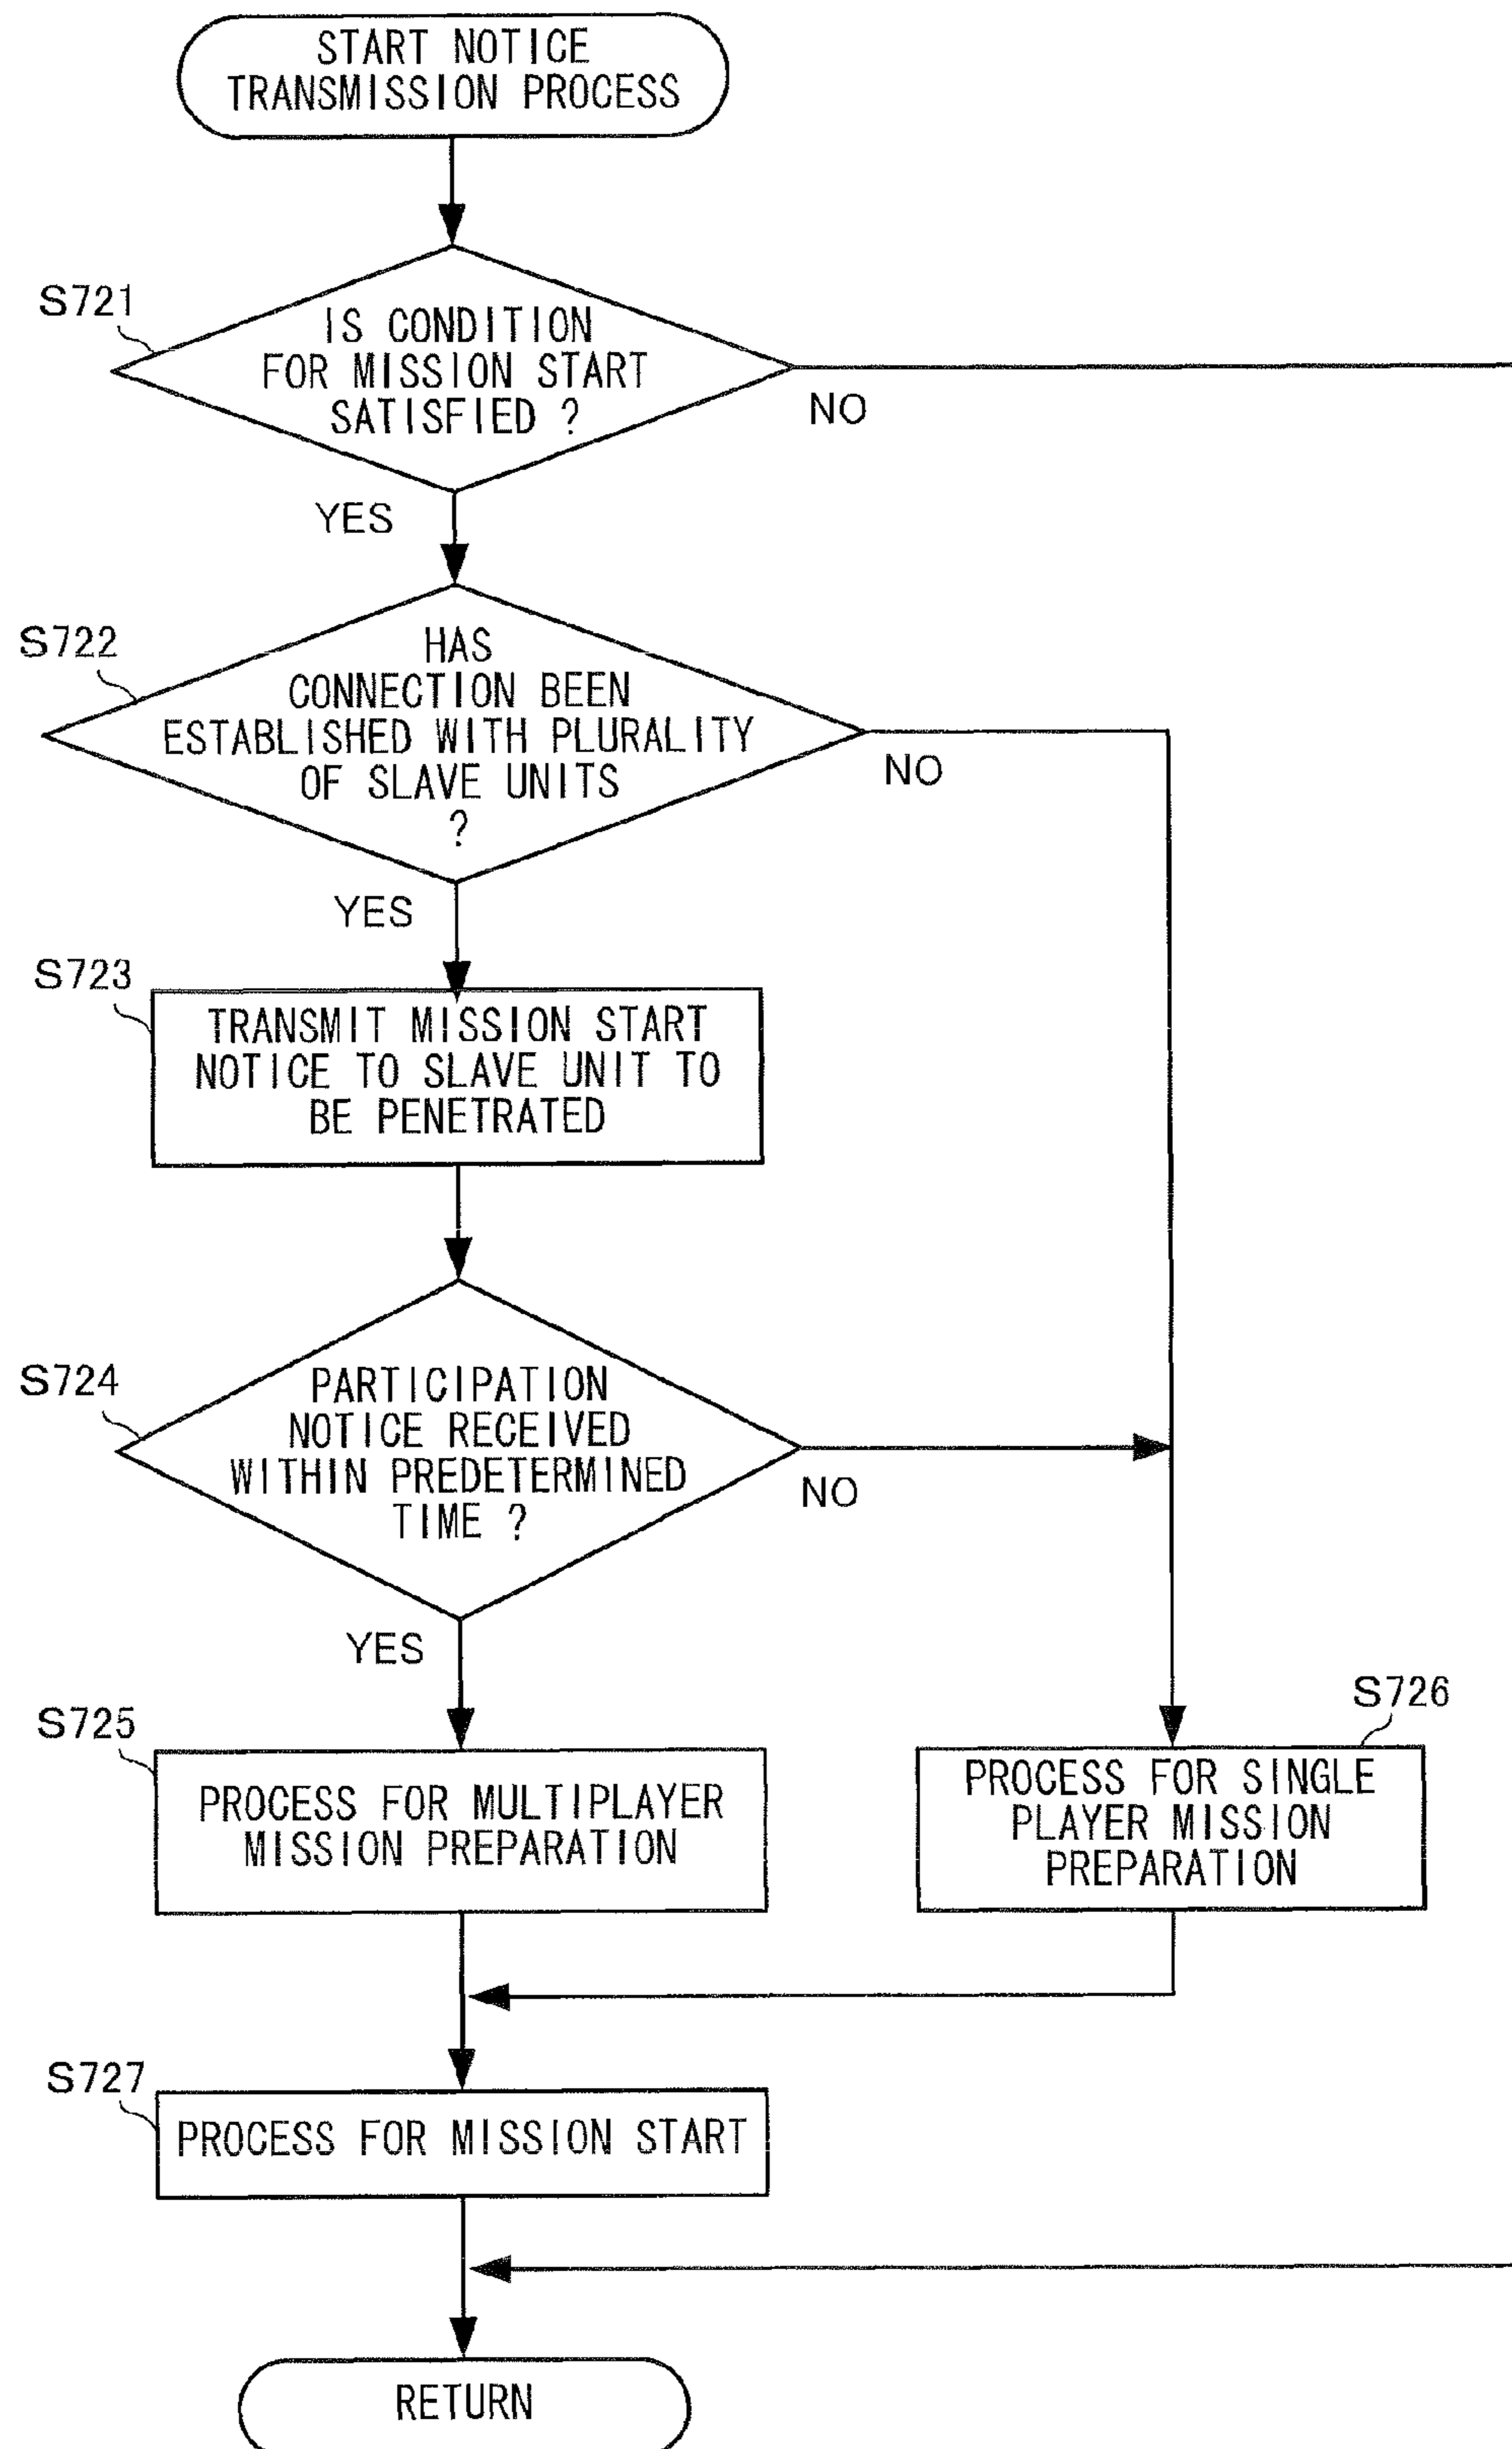 START NOTICE
TRANSMISSION PROCESS
S721
IS CONDITION
FOR MISSION START
SATISFIED ?
NO
YES
S722
HAS
CONNECTION BEEN
ESTABLISHED WITH PLURALITY
OF SLAVE UNITS
?
NO
YES
S723
TRANSMIT MISSION START
NOTICE TO SLAVE UNIT TO
BE PENETRATED
S724
PARTICIPATION
NOTICE RECEIVED
WITHIN PREDETERMINED
TIME ?
NO
YES
S725
PROCESS FOR MULTIPLAYER
MISSION PREPARATION
S726
PROCESS FOR SINGLE
PLAYER MISSION
PREPARATION
S727
PROCESS FOR MISSION START
RETURN